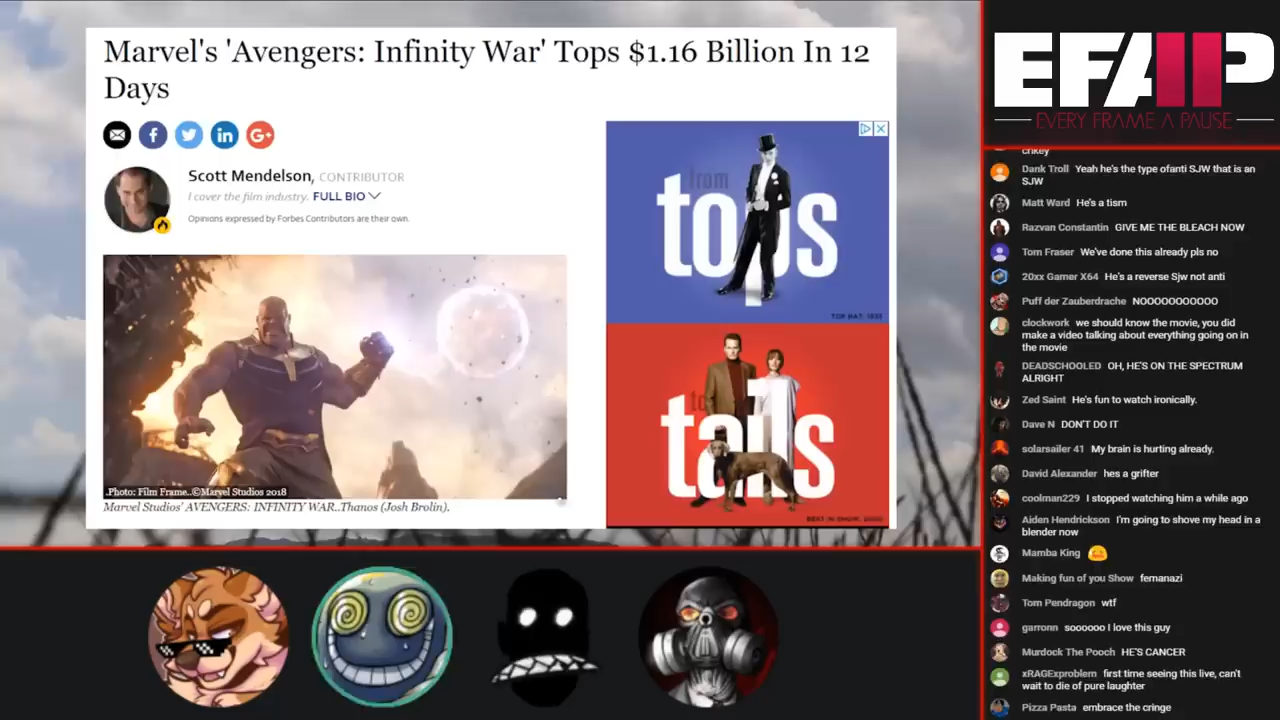 Marvel's 'Avengers: Infinity War' Tops $1.16 Billion In 12
Days
Scott Mendelson, CONTRIBUTOR
I cover the film industry. FULL BIO
Opinions expressed by Forbes Contributors are their own.
.Photo: Film Frame..©Marvel Studios 2018
Marvel Studios' AVENGERS: INFINITY WAR..Thanos (Josh Brolin).
from
tops
TOP HAT, 1935
to
tails
BEST IN SHOW, 2000
EFAP
EVERY FRAME A PAUSE
crikey
Dank Troll Yeah he's the type ofanti SJW that is an
SJW
Matt Ward He's a tism
Razvan Constantin GIVE ME THE BLEACH NOW
Tom Fraser We've done this already pls no
20xx Gamer X64 He's a reverse Sjw not anti
Puff der Zauberdrache NOOOOOOOOOOO
clockwork we should know the movie, you did
make a video talking about everything going on in
the movie
DEADSCHOOLED OH, HE'S ON THE SPECTRUM
ALRIGHT
Zed Saint He's fun to watch ironically.
Dave N DON'T DO IT
solarsailer 41 My brain is hurting already.
David Alexander hes a grifter
coolman229 I stopped watching him a while ago
Aiden Hendrickson I'm going to shove my head in a
blender now
Mamba King
Making fun of you Show femanazi
Tom Pendragon wtf
garronn soooooo I love this guy
Murdock The Pooch HE'S CANCER
xRAGExproblem first time seeing this live, can't
wait to die of pure laughter
Pizza Pasta embrace the cringe